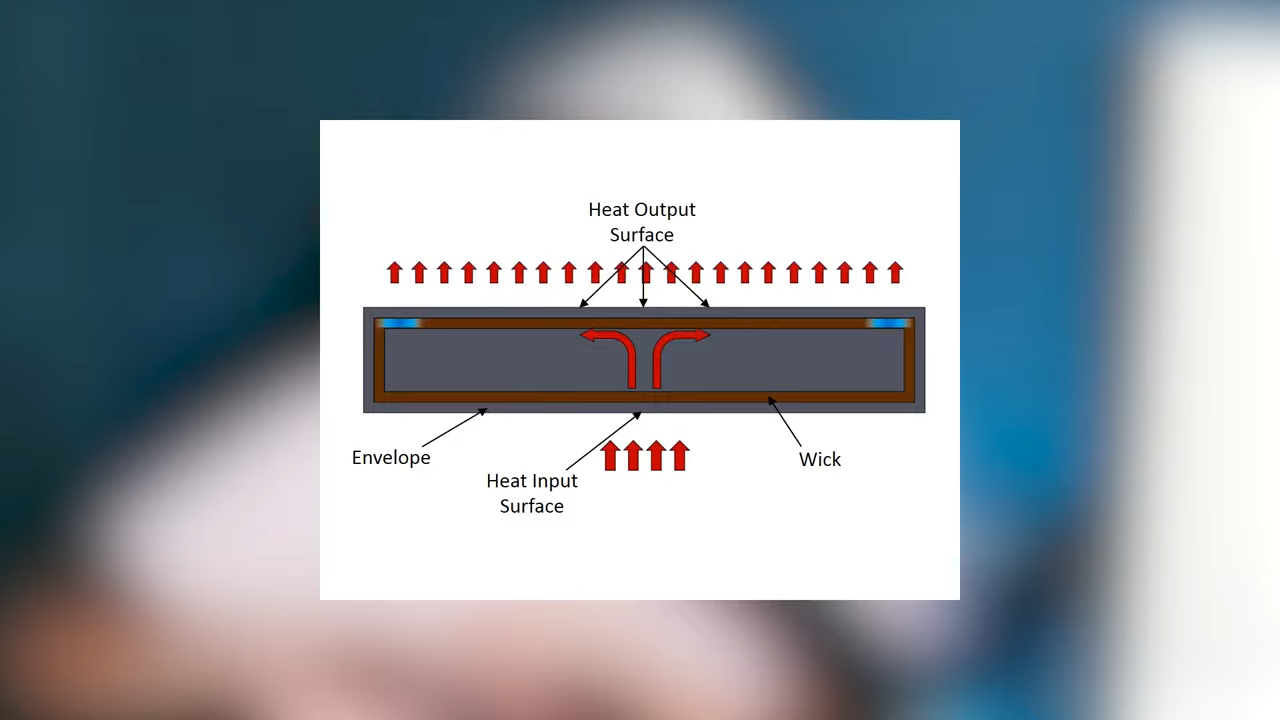 Heat Output
Surface
Envelope
Wick
Heat Input
Surface